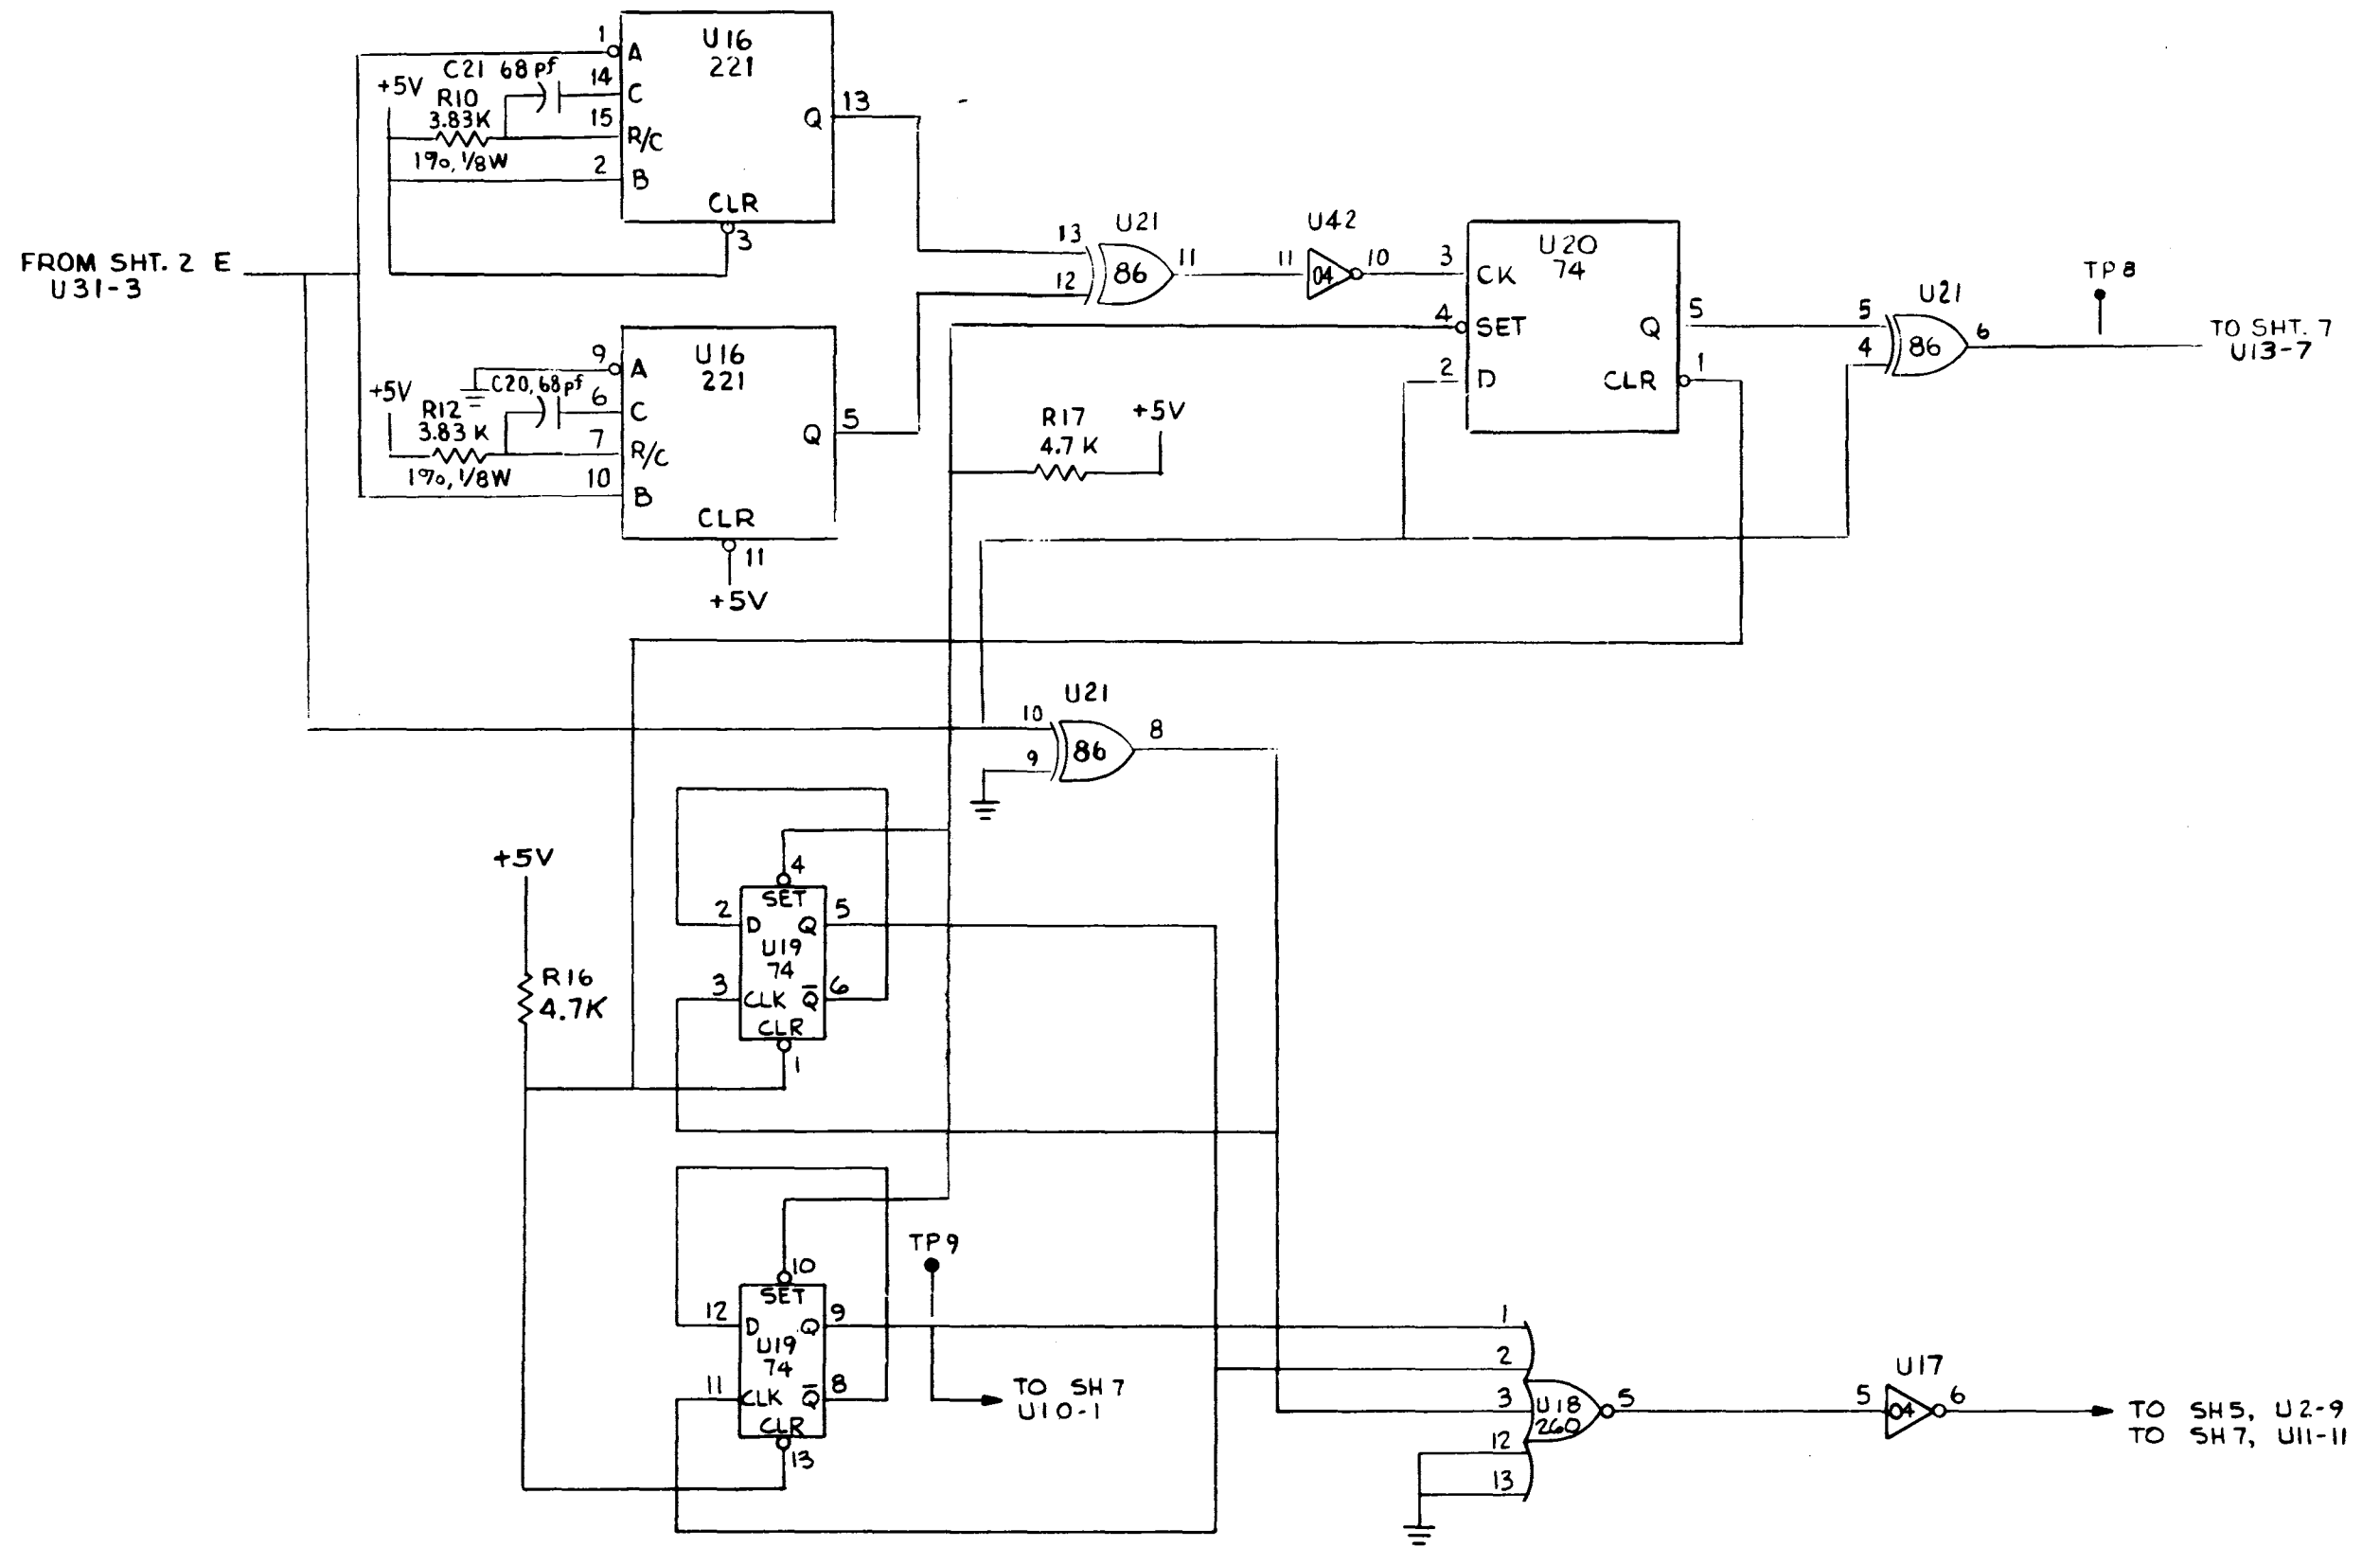 U16
221
1
A
C21 68pf
14
C
+5V
R10
3.83K
15
R/C
1%, 1/8W
2
B
CLR
3
Q
13
FROM SHT. 2 E
U31-3
U16
221
9
A
C20, 68pf
6
C
+5V
R12
3.83 K
7
R/C
1%, 1/8W
10
B
CLR
11
+5V
Q
5
U21
13
12
86
11
U42
11
04
10
U20
74
3
CK
4
SET
2
D
Q
5
CLR
1
R17
4.7 K
+5V
U21
5
4
86
6
TP8
TO SHT. 7
U13-7
U21
10
9
86
8
+5V
R16
4.7K
4
SET
2
D
Q
5
U19
74
3
CLK
Q̅
6
CLR
1
10
SET
12
D
Q
9
U19
74
11
CLK
Q̅
8
CLR
13
TP9
TO SH 7
U10-1
1
2
3
12
13
U18
260
5
U17
5
04
6
TO SH5, U2-9
TO SH7, U11-11